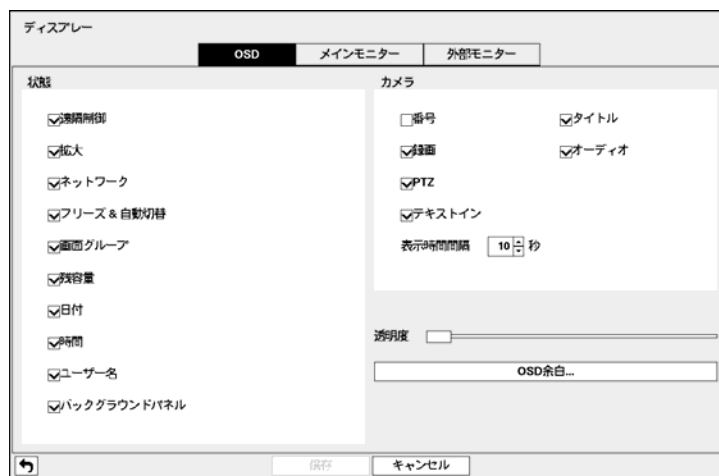 ディスプレー
OSD メインモニター 外部モニター
状態
遠隔制御
拡大
ネットワーク
フリーズ & 自動切替
画面グループ
残容量
日付
時間
ユーザー名
バックグラウンドパネル
カメラ
番号 タイトル
録画 オーディオ
PTZ
テキストイン
表示時間間隔 10 秒
透明度
OSD余白...
保存 キャンセル